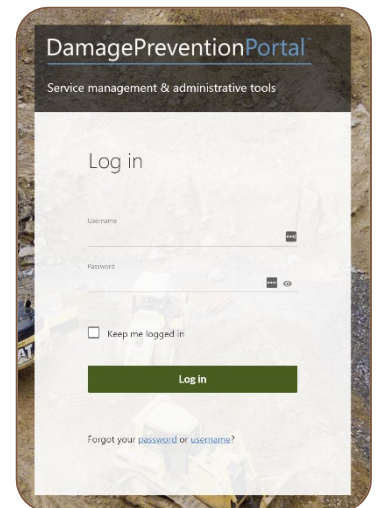 DamagePreventionPortal™
Service management & administrative tools
Log in
Username
Password
Keep me logged in
Log in
Forgot your password or username?